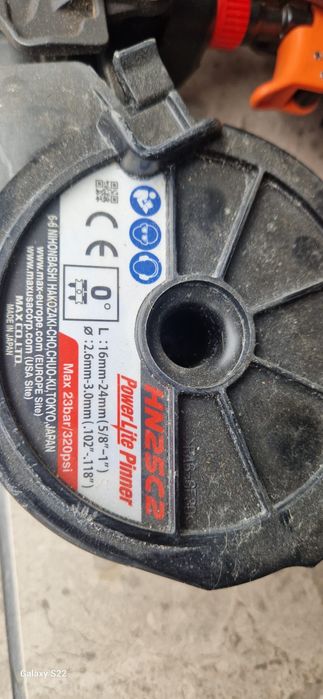 HN25C2
PowerLite Pinner
0°
L :16mm-24mm(5/8"-1")
Ø :2.6mm-3.0mm(.102"-.118")
Max 23bar/320psi
CE
6-6 NIHONBASHI HAKOZAKI-CHO,CHUO-KU,TOKYO,JAPAN
www.max-europe.com (EUROPE Site)
www.maxusacorp.com (USA Site)
MAX CO.,LTD.
MADE IN JAPAN
Galaxy S22